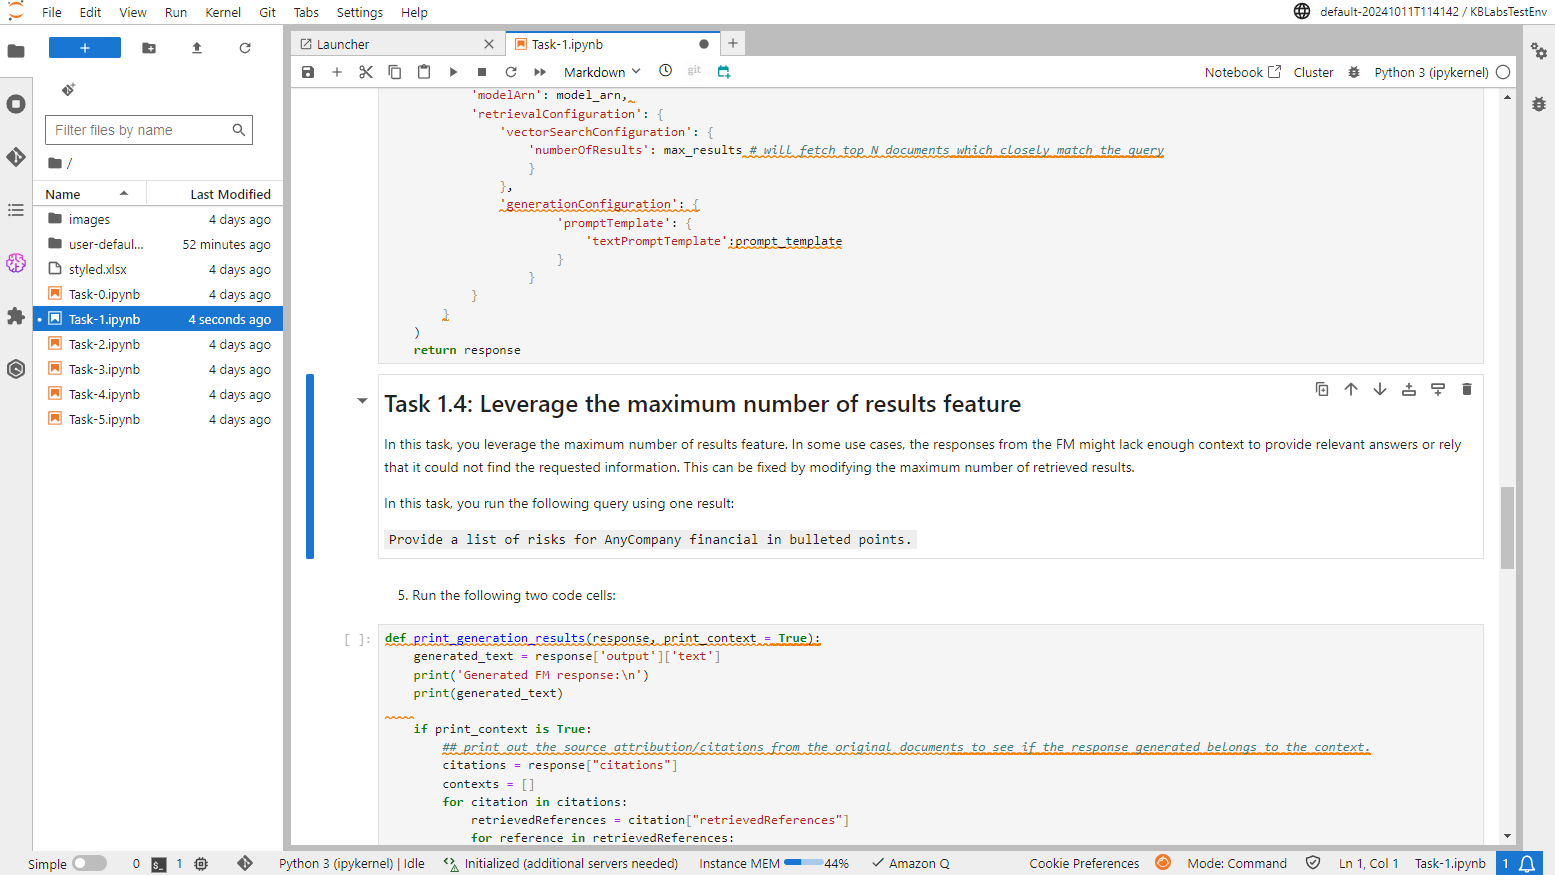 File Edit View Run Kernel Git Tabs Settings Help
default-20241011T114142 / KBLabsTestEnv
Launcher
Task-1.ipynb
Markdown
git
Notebook
Cluster
Python 3 (ipykernel)
Filter files by name
/
Name Last Modified
images 4 days ago
user-defaul... 52 minutes ago
styled.xlsx 4 days ago
Task-0.ipynb 4 days ago
Task-1.ipynb 4 seconds ago
Task-2.ipynb 4 days ago
Task-3.ipynb 4 days ago
Task-4.ipynb 4 days ago
Task-5.ipynb 4 days ago
'modelArn': model_arn,
'retrievalConfiguration': {
'vectorSearchConfiguration': {
'numberOfResults': max_results # will fetch top N documents which closely match the query
}
},
'generationConfiguration': {
'promptTemplate': {
'textPromptTemplate':prompt_template
}
}
}
}
)
return response
Task 1.4: Leverage the maximum number of results feature
In this task, you leverage the maximum number of results feature. In some use cases, the responses from the FM might lack enough context to provide relevant answers or rely
that it could not find the requested information. This can be fixed by modifying the maximum number of retrieved results.
In this task, you run the following query using one result:
Provide a list of risks for AnyCompany financial in bulleted points.
5. Run the following two code cells:
[ ]:
def print_generation_results(response, print_context = True):
generated_text = response['output']['text']
print('Generated FM response:\n')
print(generated_text)
if print_context is True:
## print out the source attribution/citations from the original documents to see if the response generated belongs to the context.
citations = response["citations"]
contexts = []
for citation in citations:
retrievedReferences = citation["retrievedReferences"]
for reference in retrievedReferences:
Simple 0 1 Python 3 (ipykernel) | Idle Initialized (additional servers needed) Instance MEM 44% Amazon Q Cookie Preferences Mode: Command Ln 1, Col 1 Task-1.ipynb 1